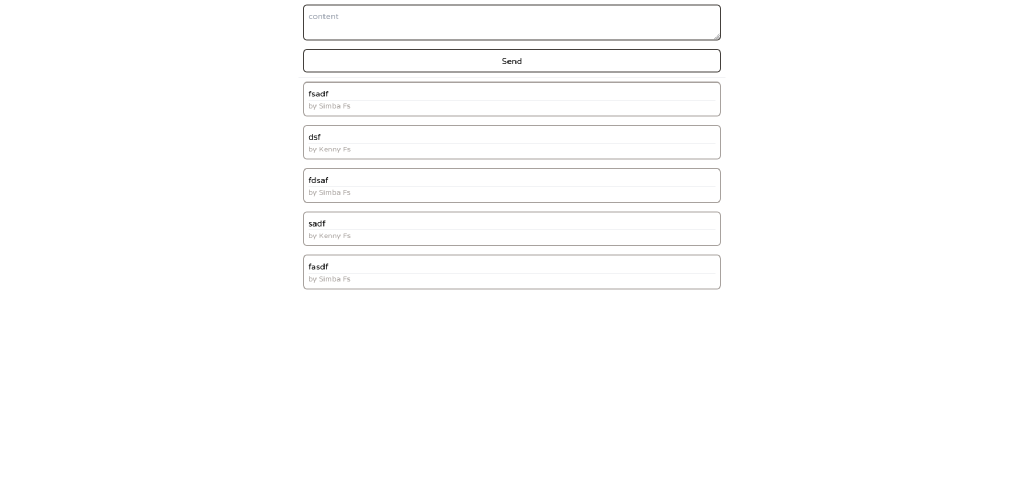 content
Send
fsadf
by Simba Fs
dsf
by Kenny Fs
fdsaf
by Simba Fs
sadf
by Kenny Fs
fasdf
by Simba Fs